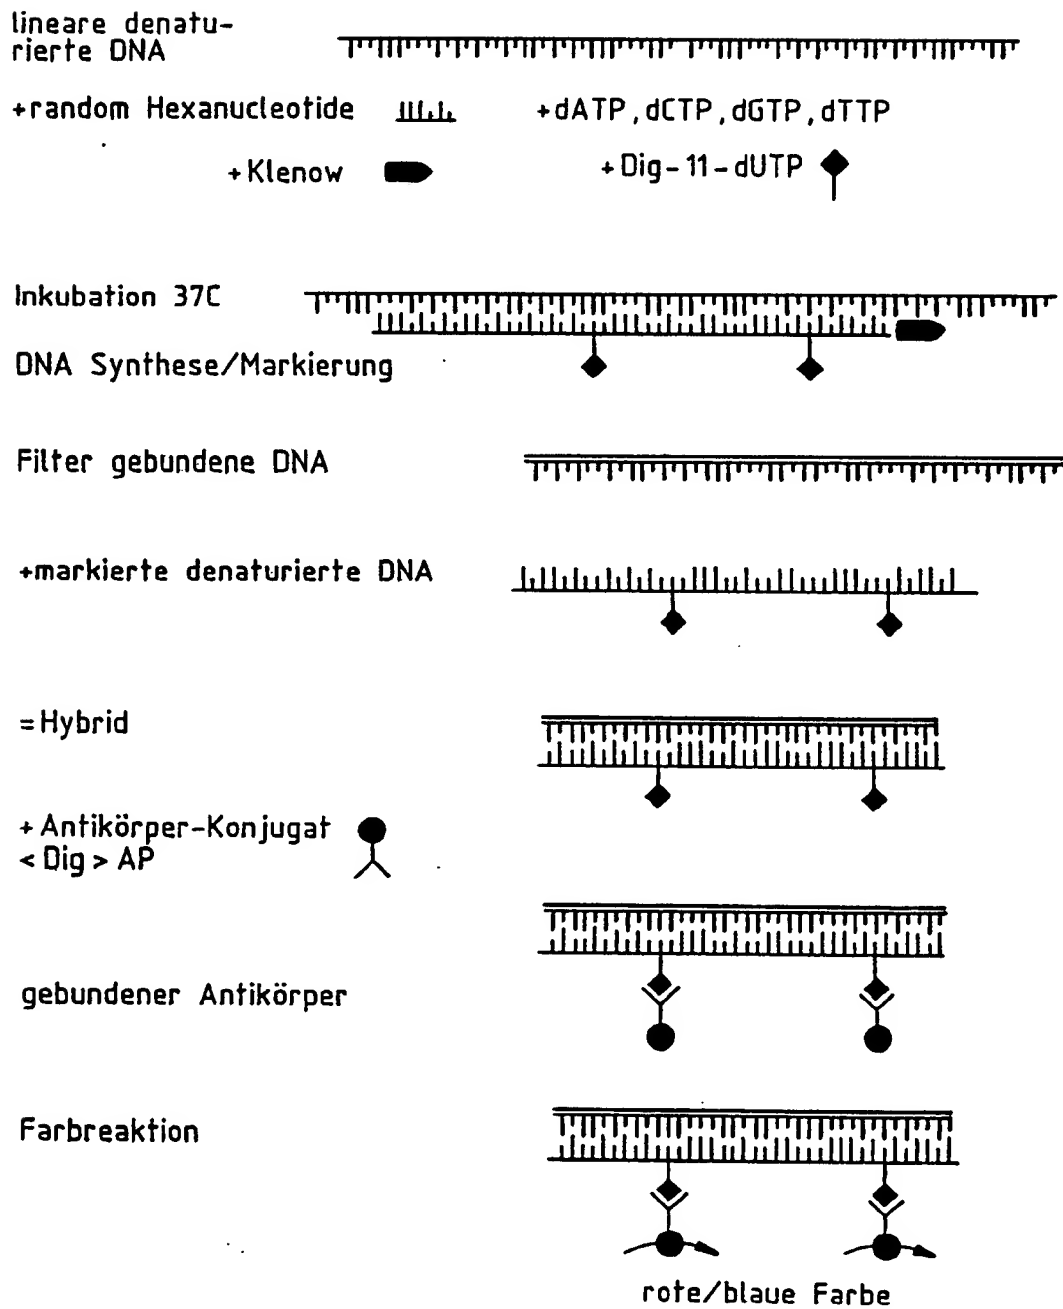 lineare denatu-
rierte DNA
+random Hexanucleotide
+dATP, dCTP, dGTP, dTTP
+Klenow
+Dig-11-dUTP
Inkubation 37C
DNA Synthese/Markierung
Filter gebundene DNA
+markierte denaturierte DNA
=Hybrid
+Antikörper-Konjugat
<Dig> AP
gebundener Antikörper
Farbreaktion
rote/blaue Farbe